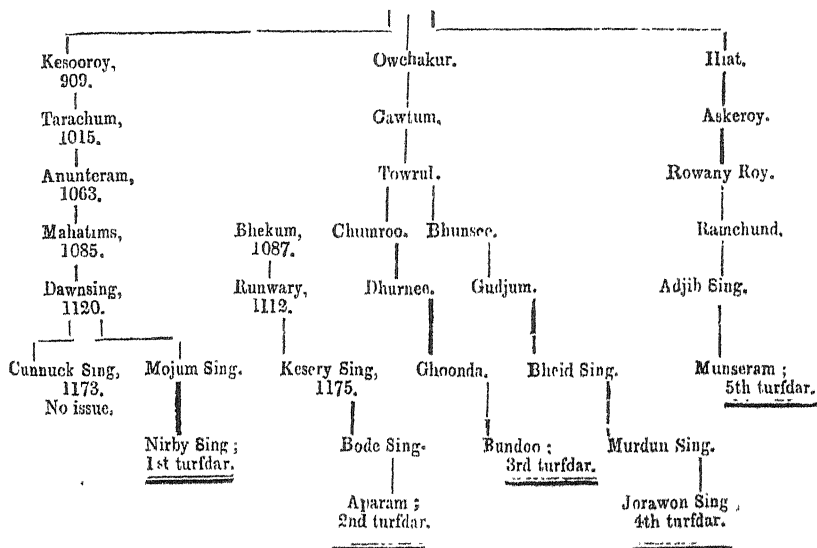 Kesooroy, Owchakur. Hiat.
909.
Tarachum, Gawtum, Askeroy.
1015.
Anunteram, Towrul. Rowany Roy.
1063.
Mahatims, Bhekum, Chumroo. Bhunsee. Ramchund.
1085. 1087.
Dawnsing, Runwary, Dhurnee. Gudjum. Adjib Sing.
1120. 1112.
Cunnuck Sing, Mojum Sing. Kesery Sing, Ghoonda. Bheid Sing. Munseram ;
1173. 1175. 5th turfdar.
No issue.
Nirby Sing ; Bode Sing. Bundoo ; Murdun Sing.
1st turfdar. 3rd turfdar.
Aparam ; Jorawon Sing ,
2nd turfdar. 4th turfdar.